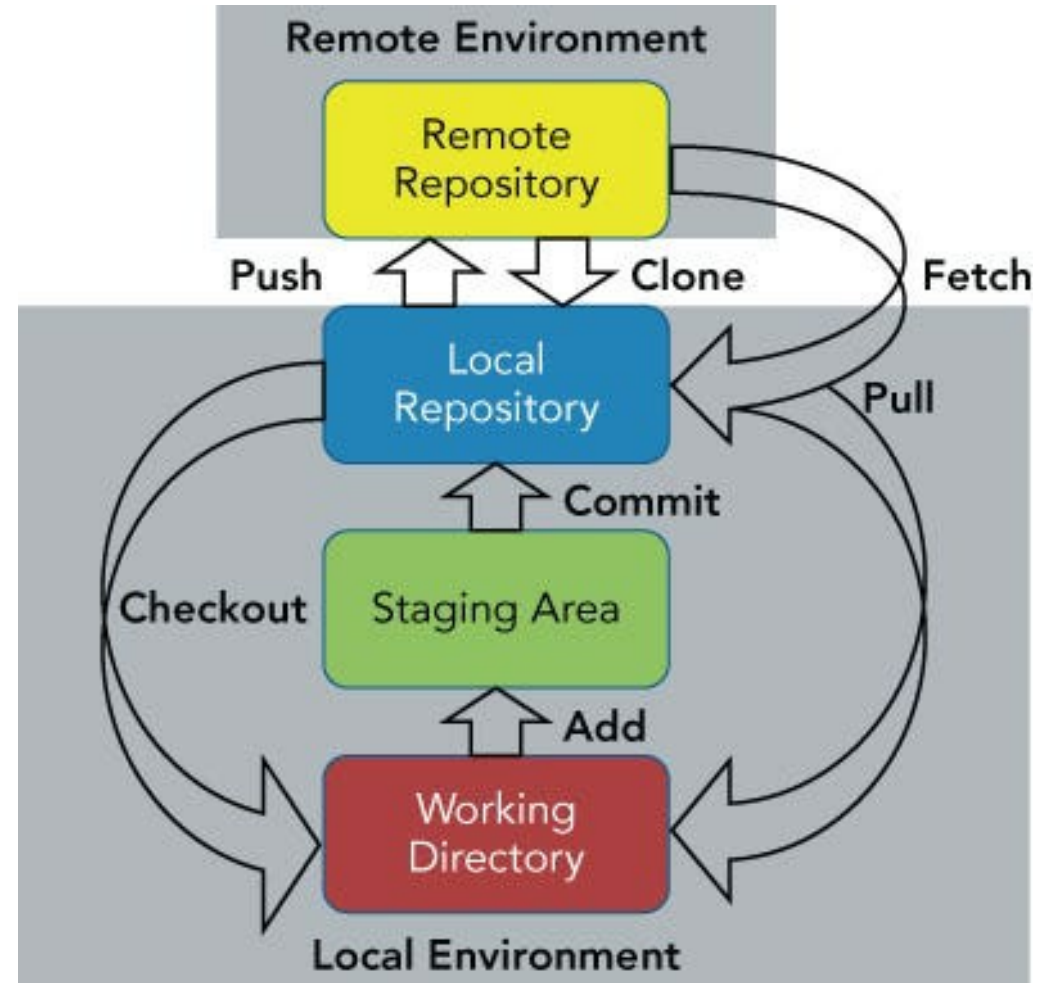 Remote Environment
Remote
Repository
Push
Clone
Fetch
Local
Repository
Pull
Commit
Checkout
Staging Area
Add
Working
Directory
Local Environment